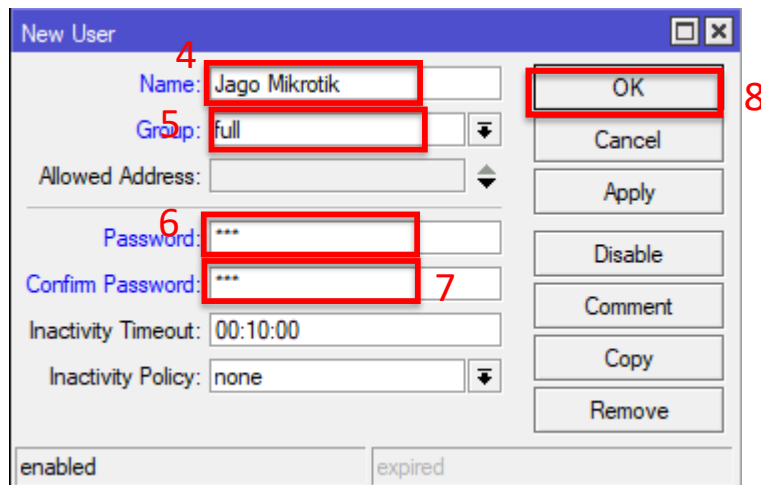 New User
4
Name: Jago Mikrotik
OK
8
5
Group: full
Cancel
Allowed Address:
Apply
6
Password: ***
Disable
Confirm Password: ***
7
Comment
Inactivity Timeout: 00:10:00
Copy
Inactivity Policy: none
Remove
enabled
expired